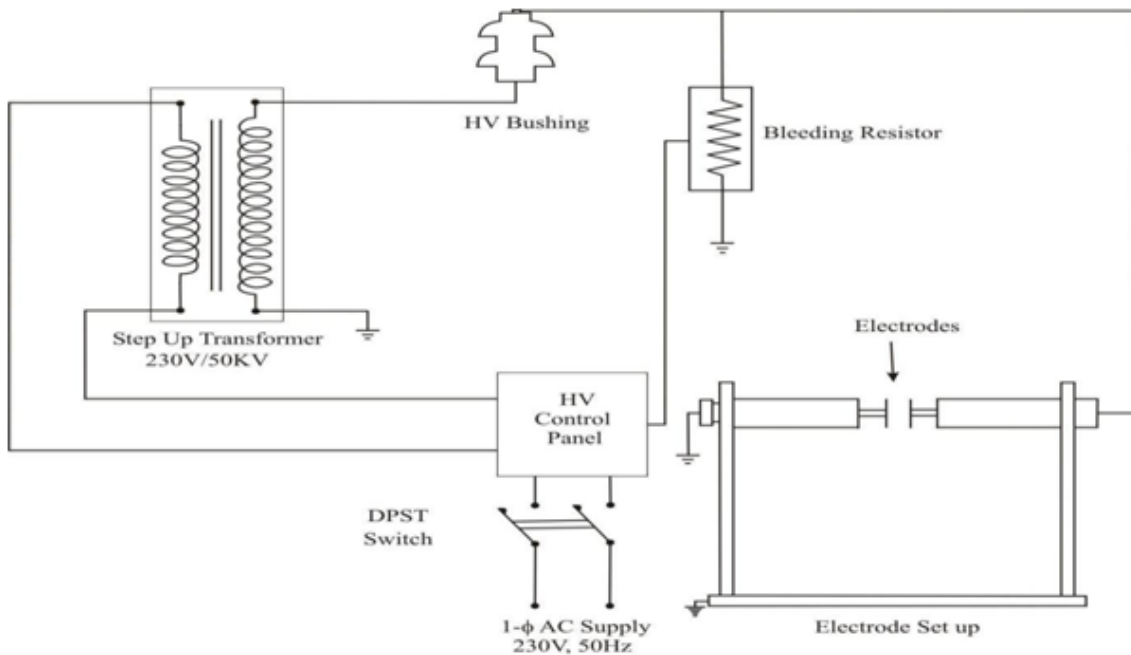 HV Bushing
Bleeding Resistor
Step Up Transformer
230V/50KV
Electrodes
HV
Control
Panel
DPST
Switch
1-ϕ AC Supply
230V, 50Hz
Electrode Set up